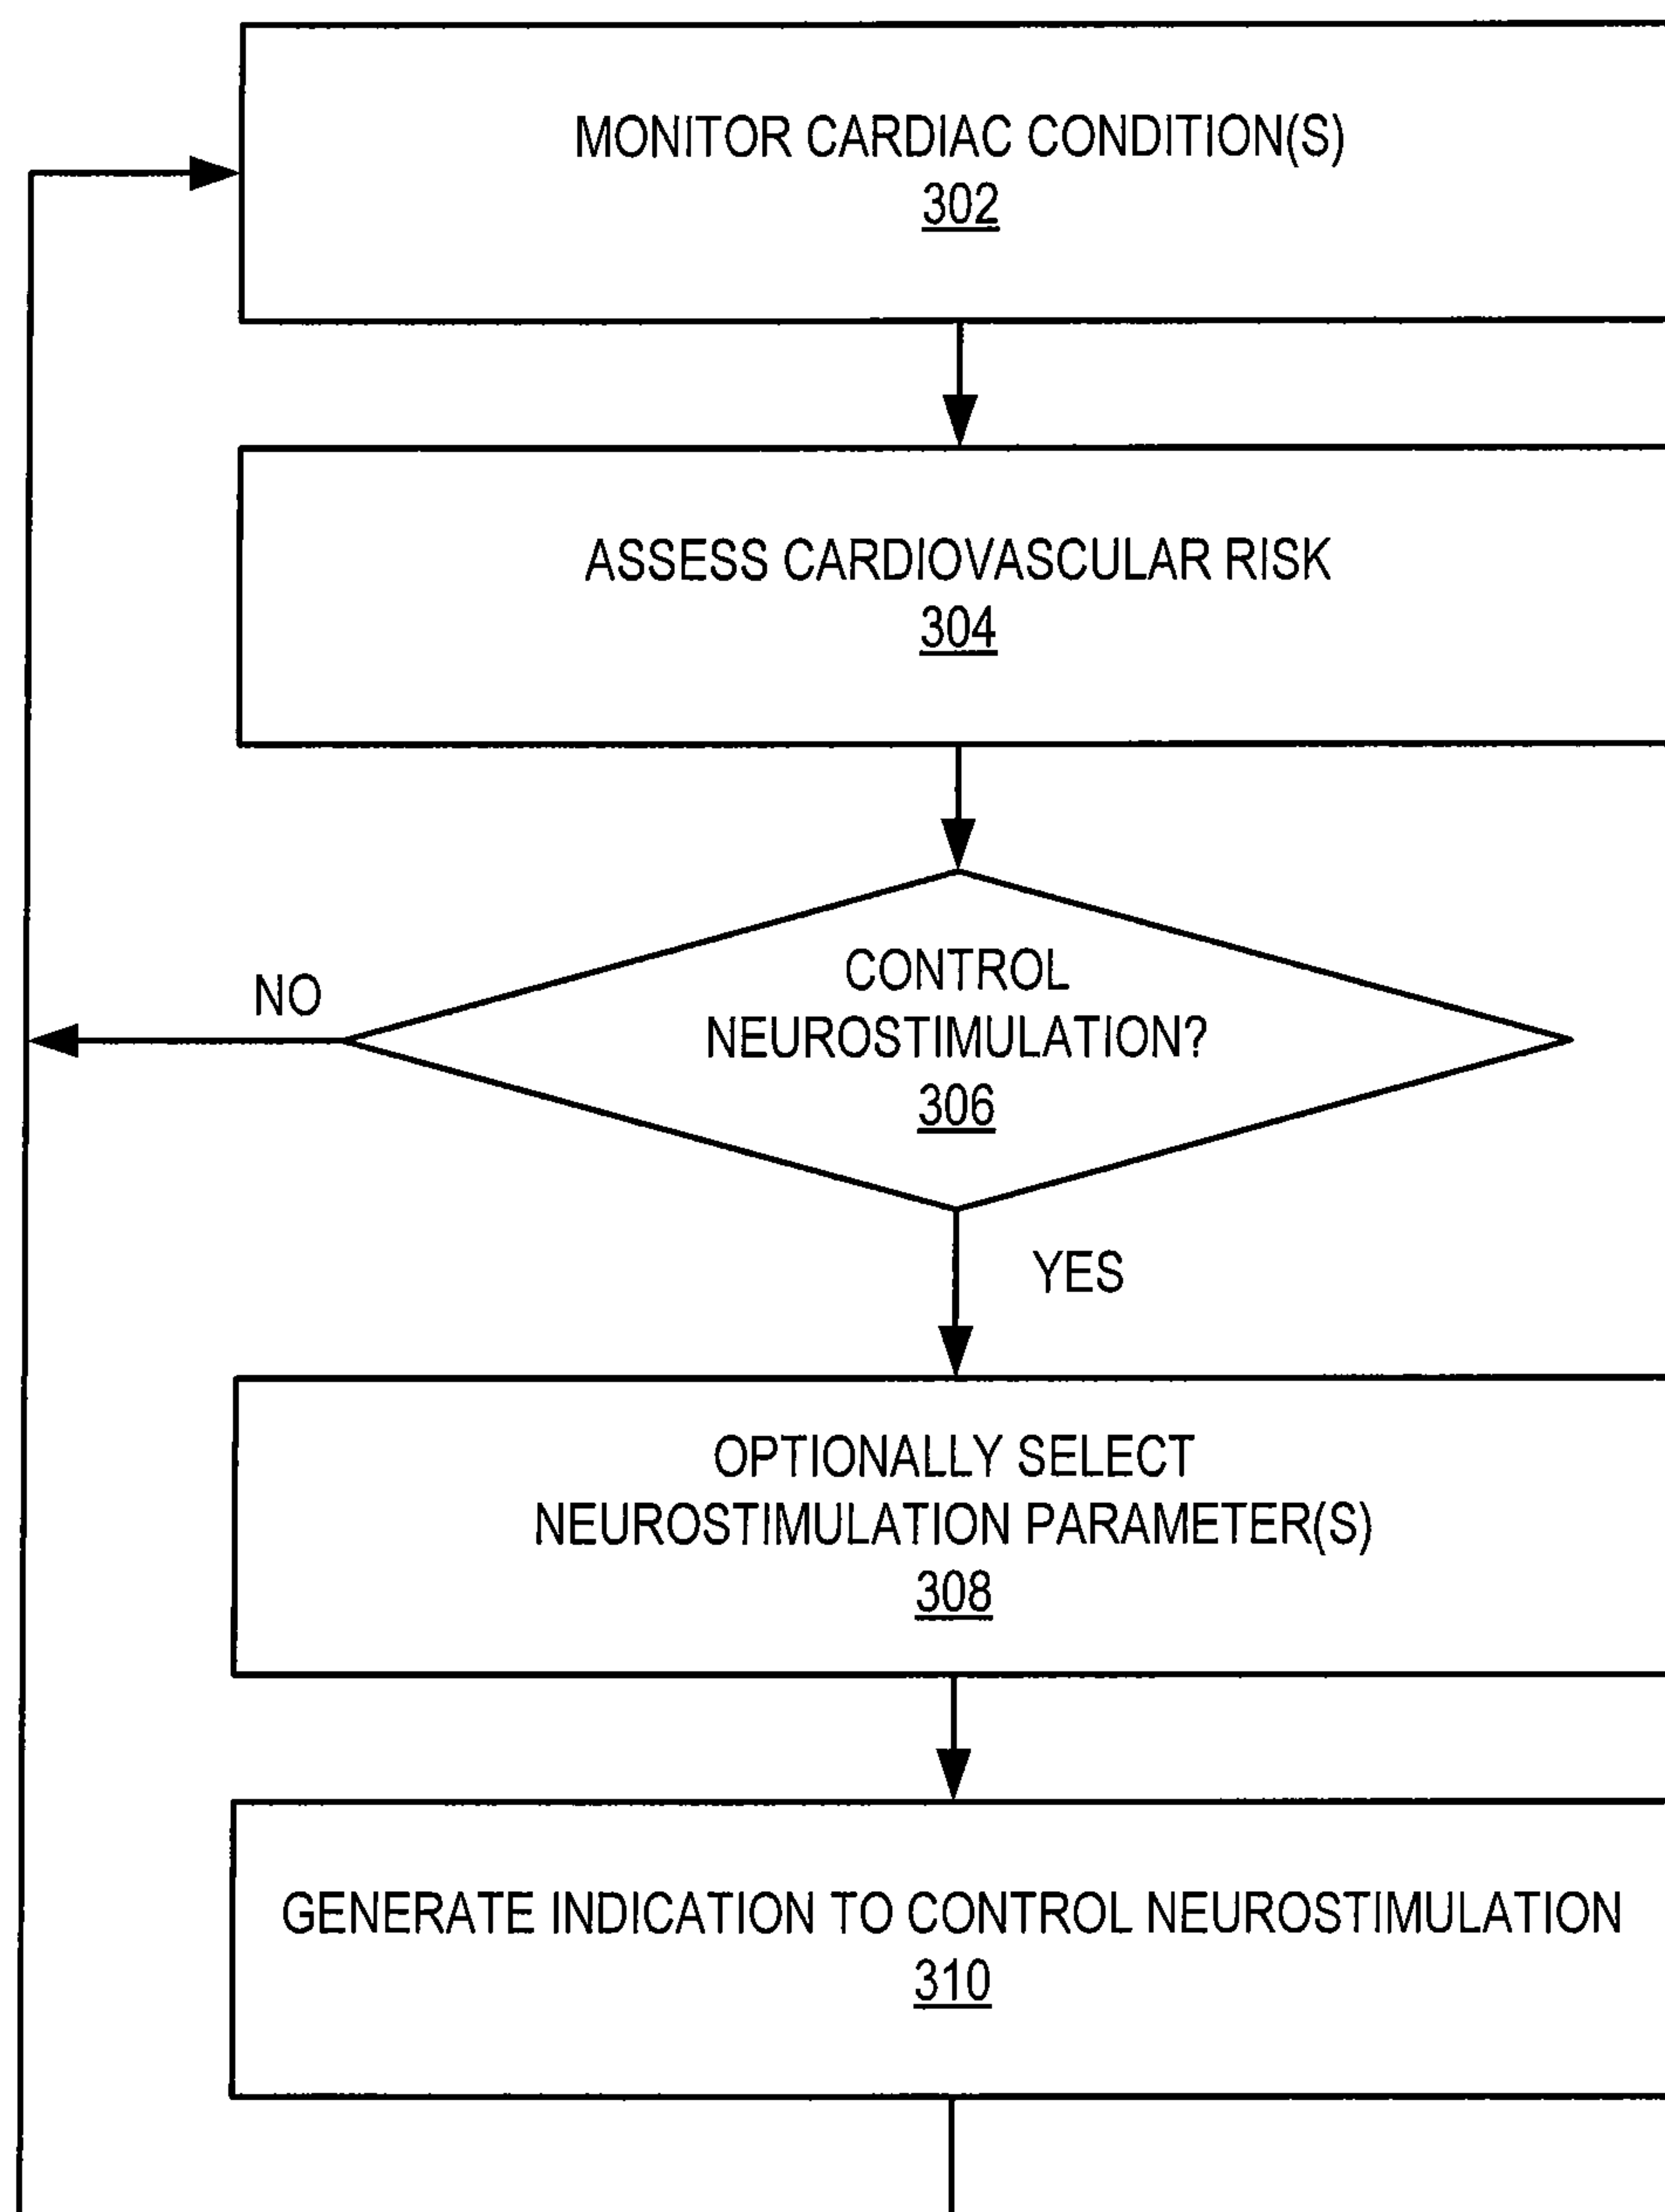 MONITOR CARDIAC CONDITION(S)
302
ASSESS CARDIOVASCULAR RISK
304
CONTROL
NEUROSTIMULATION?
306
NO
YES
OPTIONALLY SELECT
NEUROSTIMULATION PARAMETER(S)
308
GENERATE INDICATION TO CONTROL NEUROSTIMULATION
310